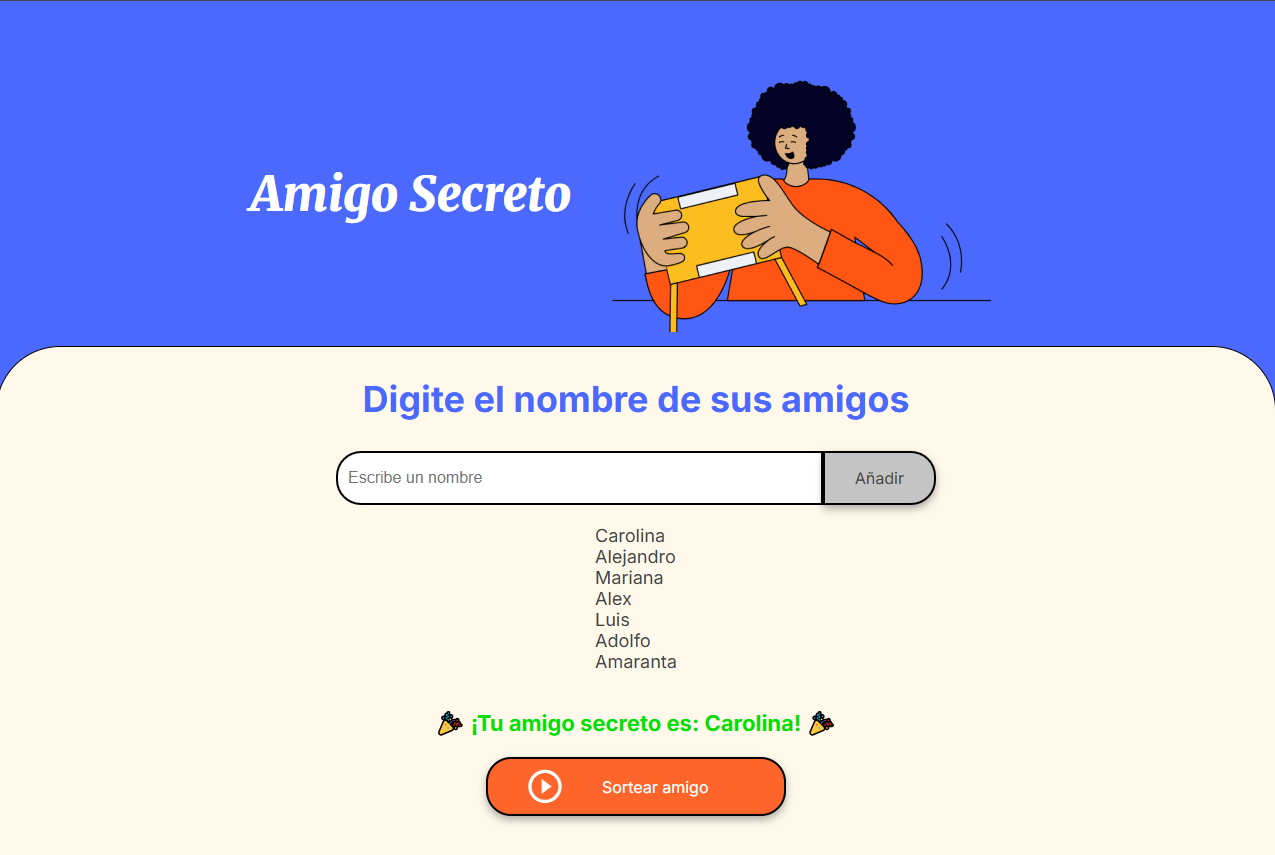 Amigo Secreto
Digite el nombre de sus amigos
Escribe un nombre
Añadir
Carolina
Alejandro
Mariana
Alex
Luis
Adolfo
Amaranta
🎉 ¡Tu amigo secreto es: Carolina! 🎉
Sortear amigo